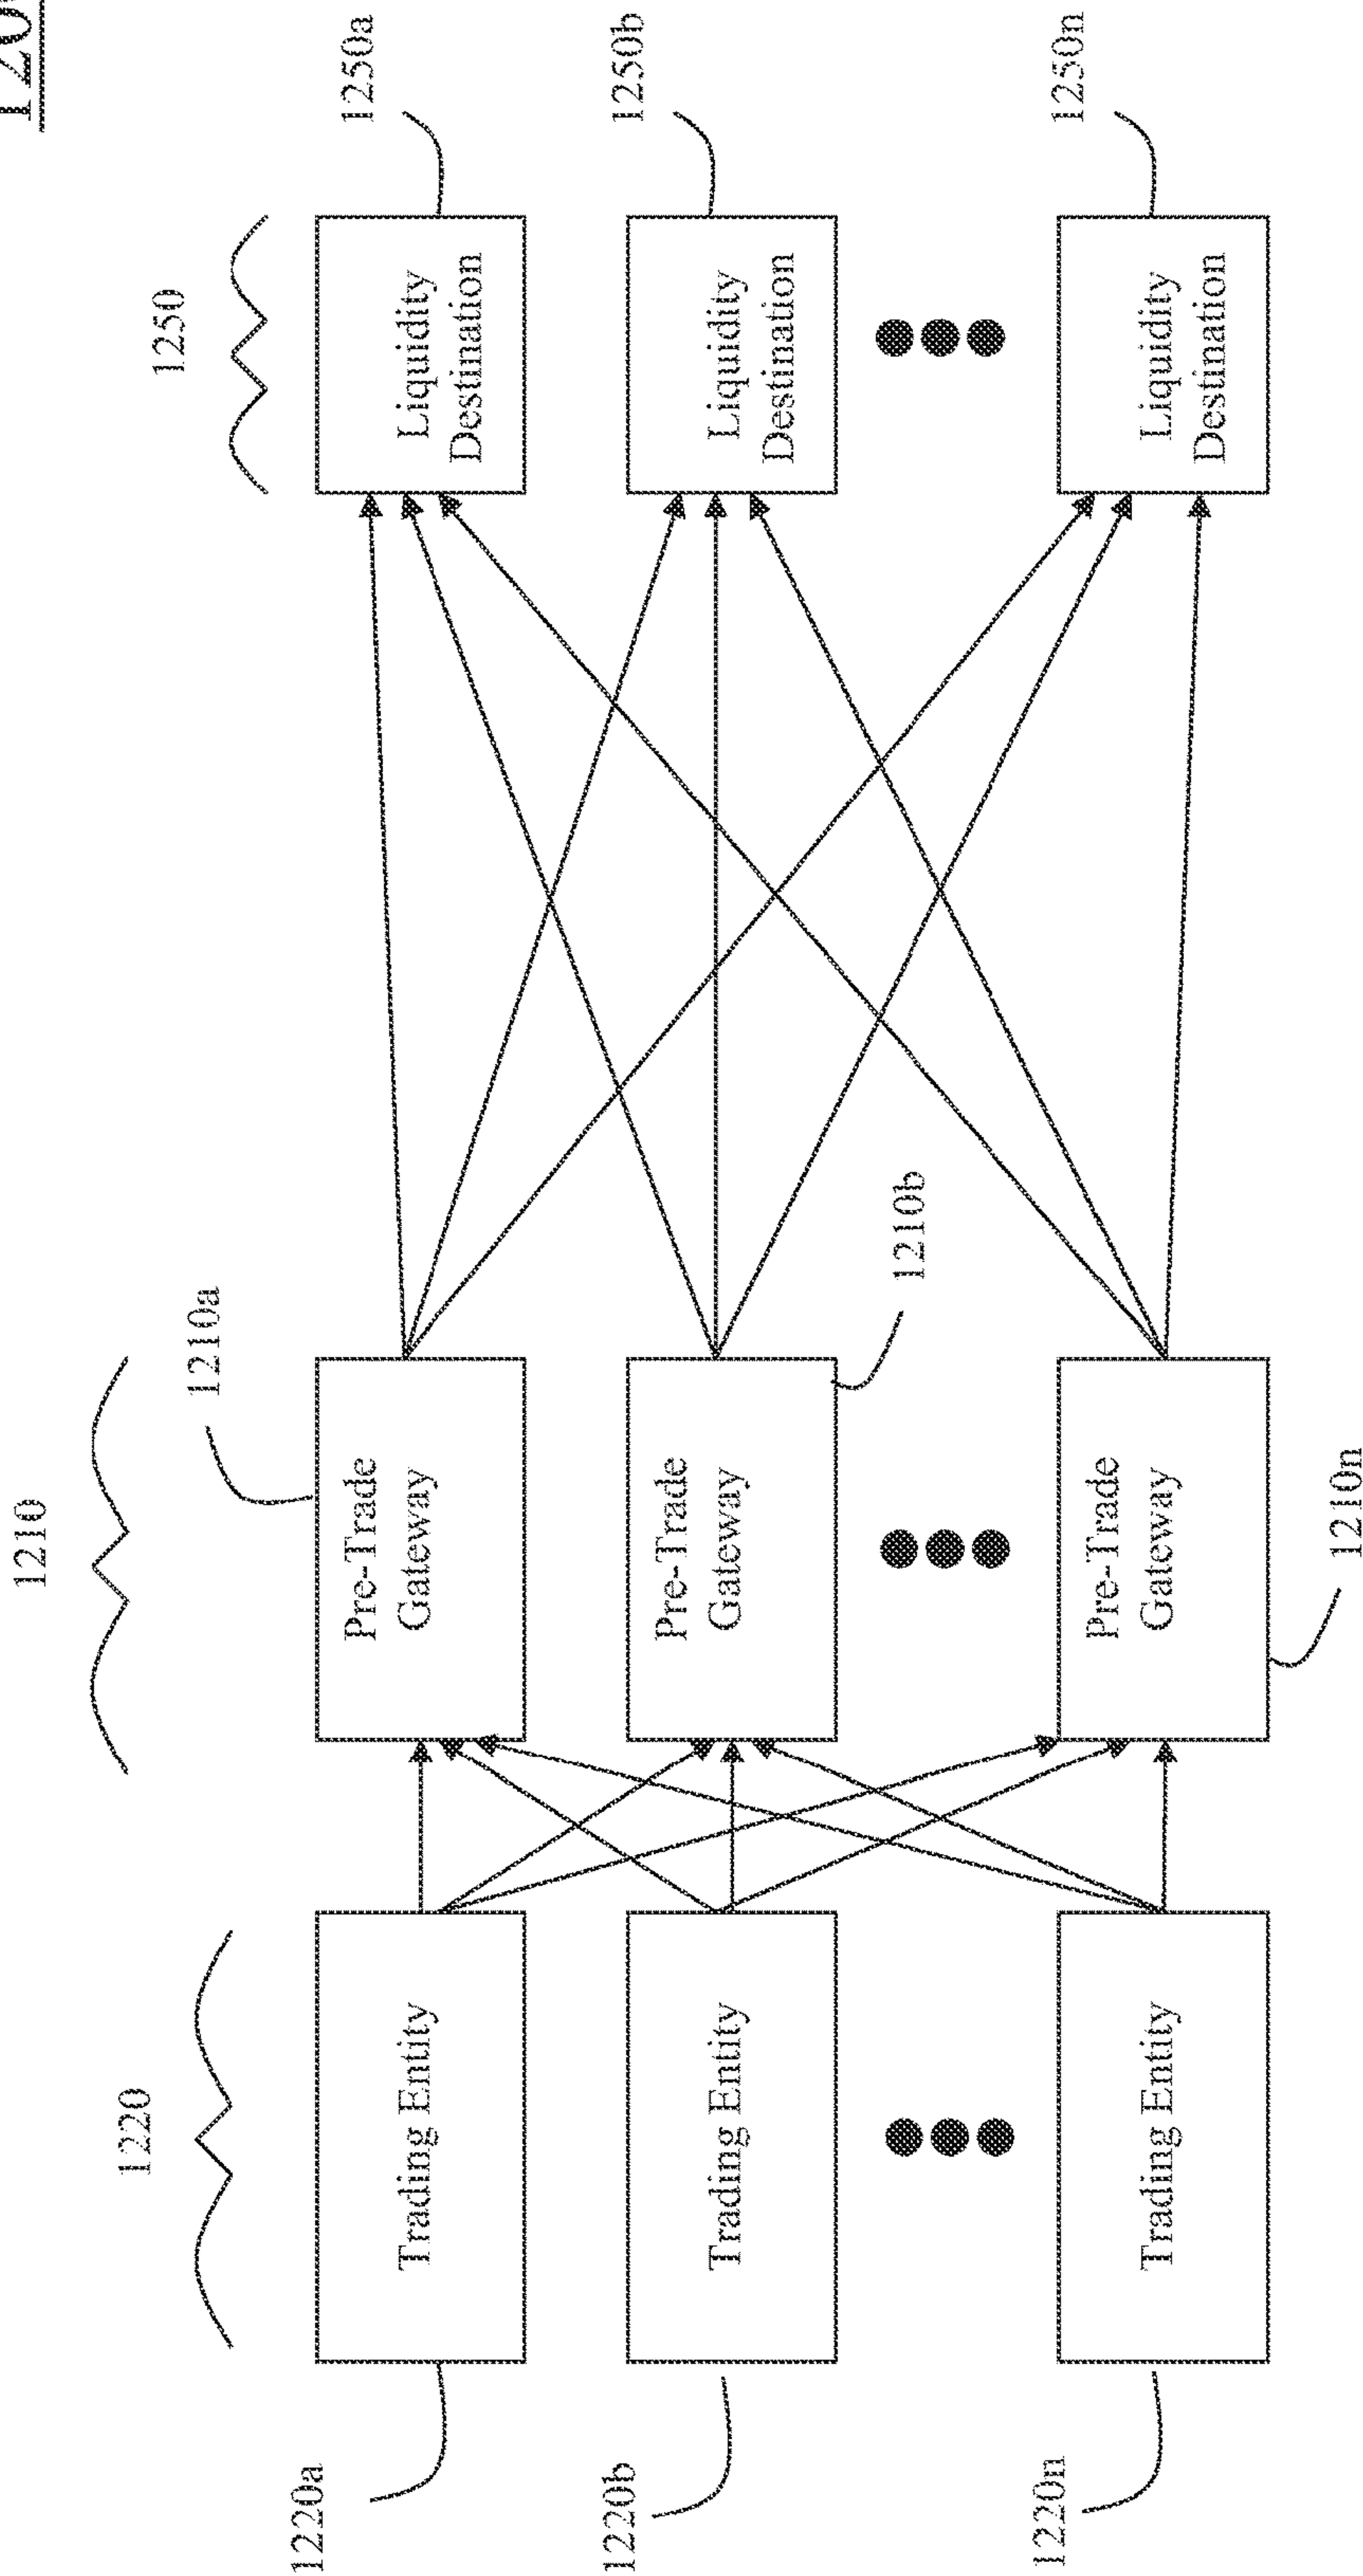 1220
1210
1250
1220a
Trading Entity
1210a
Pre-Trade
Gateway
1250a
Liquidity
Destination
1220b
Trading Entity
Pre-Trade
Gateway
1210b
1250b
Liquidity
Destination
1220n
Trading Entity
Pre-Trade
Gateway
1210n
1250n
Liquidity
Destination